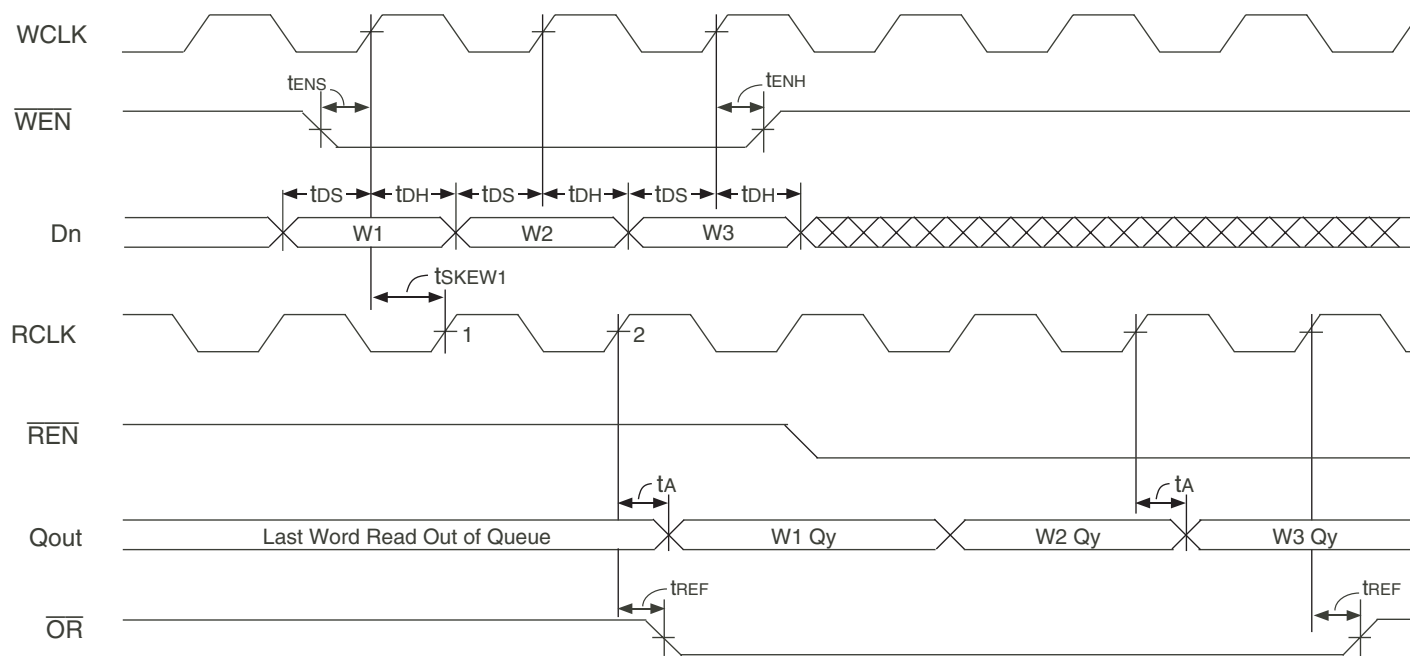 WCLK
tENS
tENH
WEN
tDS tDH tDS tDH tDS tDH
Dn W1 W2 W3
tSKEW1
RCLK 1 2
REN
tA tA
Qout Last Word Read Out of Queue W1 Qy W2 Qy W3 Qy
tREF tREF
OR